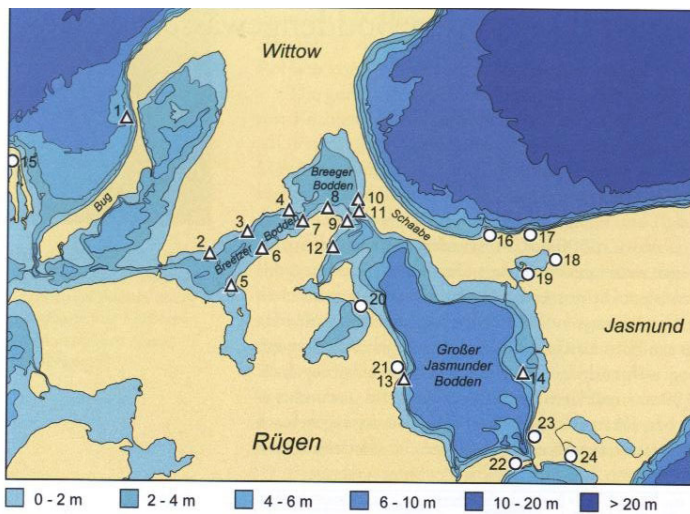 Wittow
1
15
Bug
Breeger
Bodden
10
4
8
11
3
9
7
Schaabe
2
Breetzer Bodden
6
12
16
17
18
5
19
20
Jasmund
Großer
Jasmunder
Bodden
21
13
14
Rügen
23
22
24
0 - 2 m
2 - 4 m
4 - 6 m
6 - 10 m
10 - 20 m
> 20 m